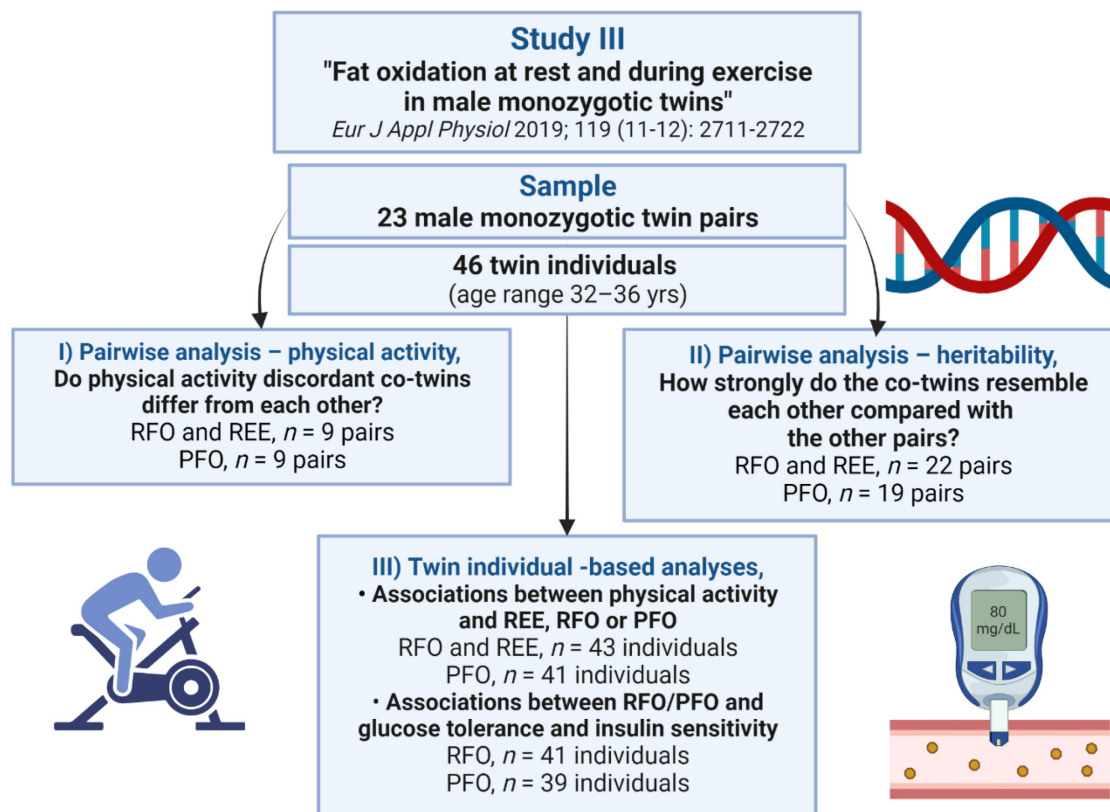 Study III
"Fat oxidation at rest and during exercise
in male monozygotic twins"
Eur J Appl Physiol 2019; 119 (11-12): 2711-2722
Sample
23 male monozygotic twin pairs
46 twin individuals
(age range 32–36 yrs)
I) Pairwise analysis – physical activity,
Do physical activity discordant co-twins
differ from each other?
RFO and REE, n = 9 pairs
PFO, n = 9 pairs
II) Pairwise analysis – heritability,
How strongly do the co-twins resemble
each other compared with
the other pairs?
RFO and REE, n = 22 pairs
PFO, n = 19 pairs
III) Twin individual -based analyses,
• Associations between physical activity
and REE, RFO or PFO
RFO and REE, n = 43 individuals
PFO, n = 41 individuals
• Associations between RFO/PFO and
glucose tolerance and insulin sensitivity
RFO, n = 41 individuals
PFO, n = 39 individuals
80
mg/dL